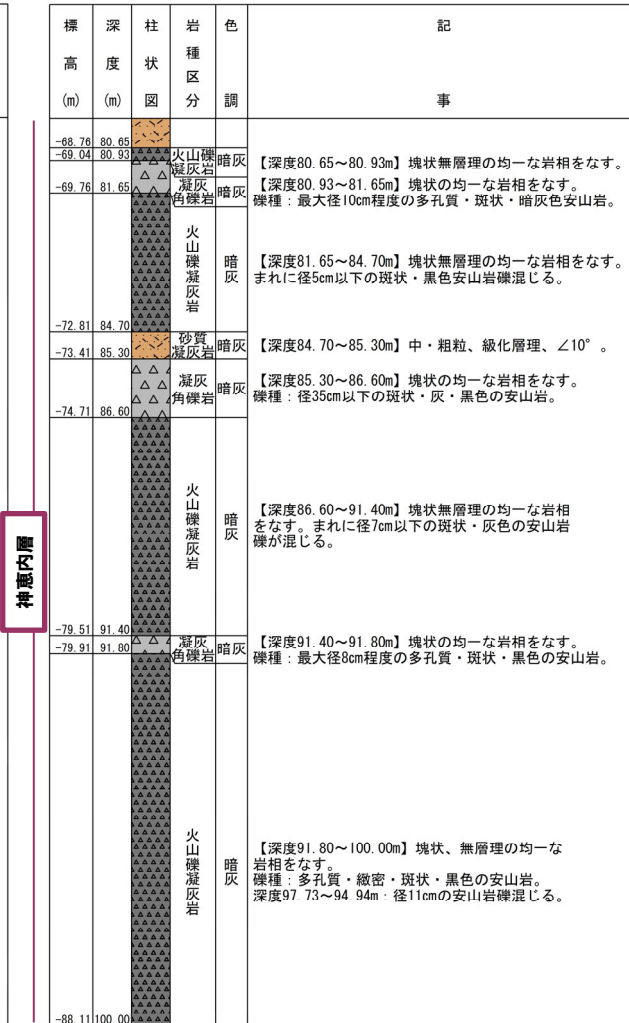 標高(m)
深度(m)
柱状図
岩種区分
色調
記事
神恵内層
-68.76 80.65
-69.04 80.93
火山礫凝灰岩
暗灰
【深度80.65～80.93m】塊状無層理の均一な岩相をなす。
-69.76 81.65
凝灰角礫岩
暗灰
【深度80.93～81.65m】塊状の均一な岩相をなす。
礫種：最大径10cm程度の多孔質・斑状・暗灰色安山岩。
火山礫凝灰岩
暗灰
【深度81.65～84.70m】塊状無層理の均一な岩相をなす。
まれに径5cm以下の斑状・黒色安山岩礫混じる。
-72.81 84.70
砂質凝灰岩
暗灰
【深度84.70～85.30m】中・粗粒、級化層理、∠10°。
-73.41 85.30
凝灰角礫岩
暗灰
【深度85.30～86.60m】塊状の均一な岩相をなす。
礫種：径35cm以下の斑状・灰・黒色の安山岩。
-74.71 86.60
火山礫凝灰岩
暗灰
【深度86.60～91.40m】塊状無層理の均一な岩相
をなす。まれに径7cm以下の斑状・灰色の安山岩
礫が混じる。
-79.51 91.40
凝灰角礫岩
暗灰
【深度91.40～91.80m】塊状の均一な岩相をなす。
礫種：最大径8cm程度の多孔質・斑状・黒色の安山岩。
-79.91 91.80
火山礫凝灰岩
暗灰
【深度91.80～100.00m】塊状、無層理の均一な
岩相をなす。
礫種：多孔質・緻密・斑状・黒色の安山岩。
深度97.73～94.94m：径11cmの安山岩礫混じる。
-88.11 100.00